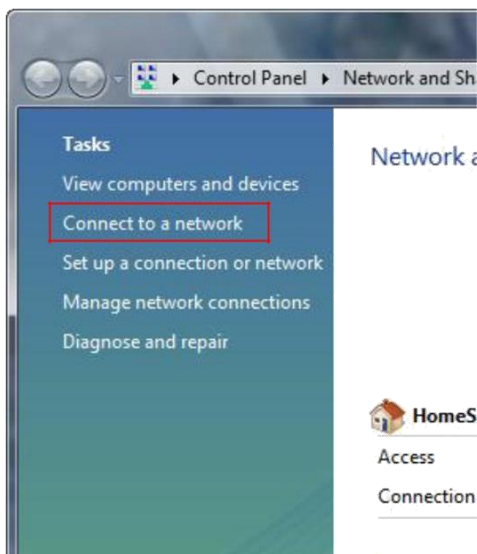 Control Panel Network and Sh
Tasks
View computers and devices
Connect to a network
Set up a connection or network
Manage network connections
Diagnose and repair
Network a
HomeS
Access
Connection